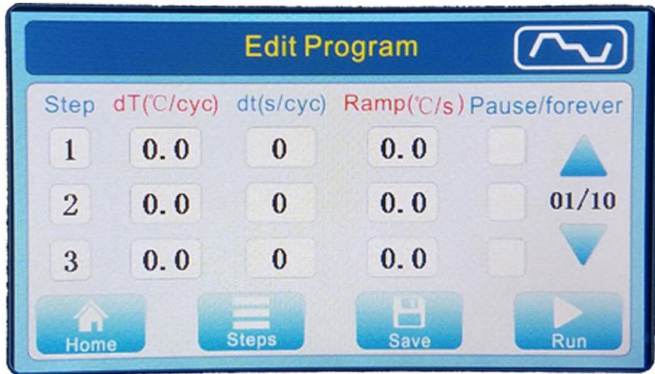 Edit Program
Step dT(℃/cyc) dt(s/cyc) Ramp(℃/s) Pause/forever
1 0.0 0 0.0
2 0.0 0 0.0 01/10
3 0.0 0 0.0
Home Steps Save Run